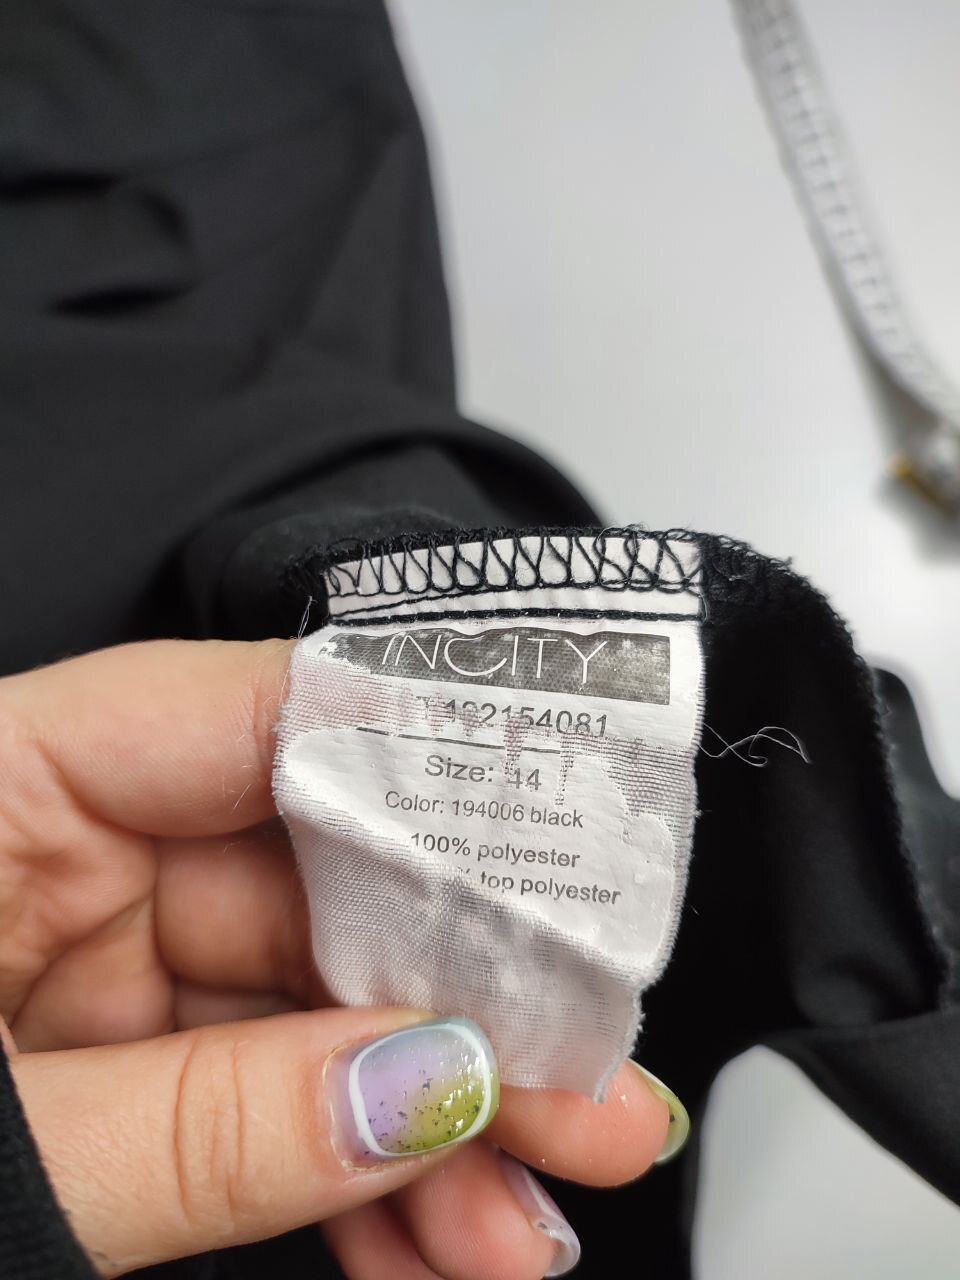 INCITY
Size: 44
Color: 194006 black
100% polyester
% top polyester